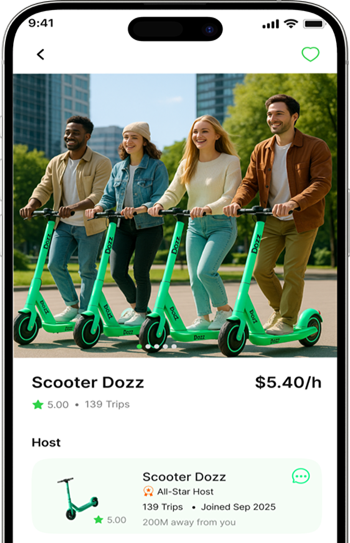 9:41
Dozz
Dozz
Dozz
Dozz
Dozz
Scooter Dozz
$5.40/h
5.00 • 139 Trips
Host
Scooter Dozz
All-Star Host
139 Trips • Joined Sep 2025
5.00
200M away from you